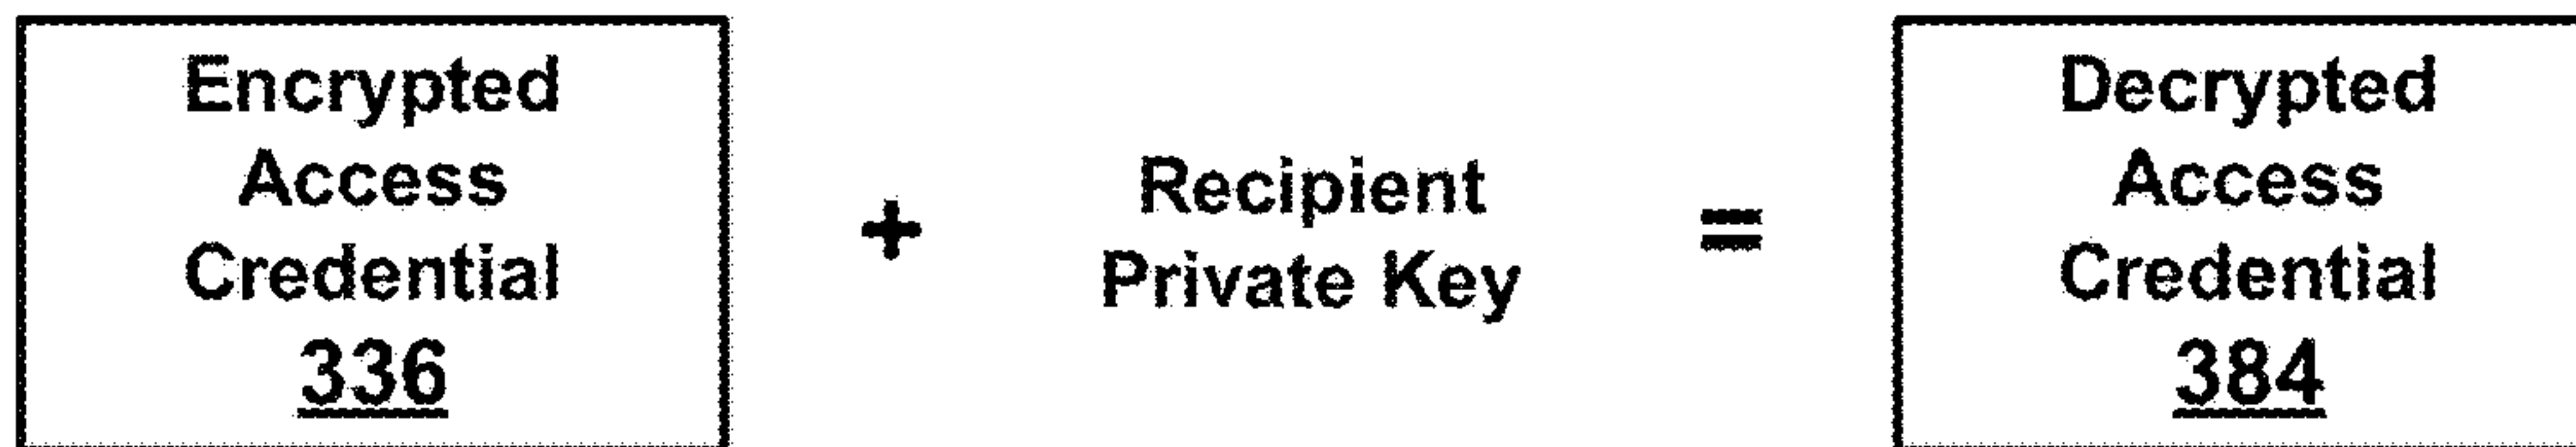 Encrypted
Access
Credential
336
+
Recipient
Private Key
=
Decrypted
Access
Credential
384